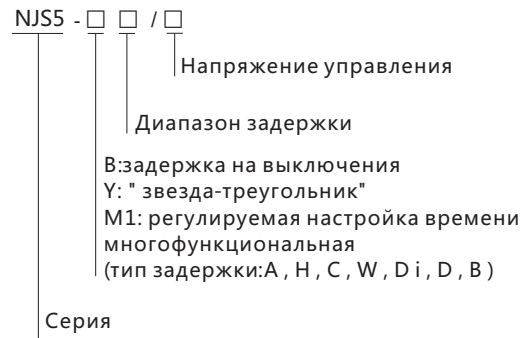 NJS5 - □ □ / □
Напряжение управления
Диапазон задержки
B:задержка на выключения
Y: " звезда-треугольник"
M1: регулируемая настройка времени
многофункциональная
(тип задержки:A , H , C , W , D i , D , B )
Серия